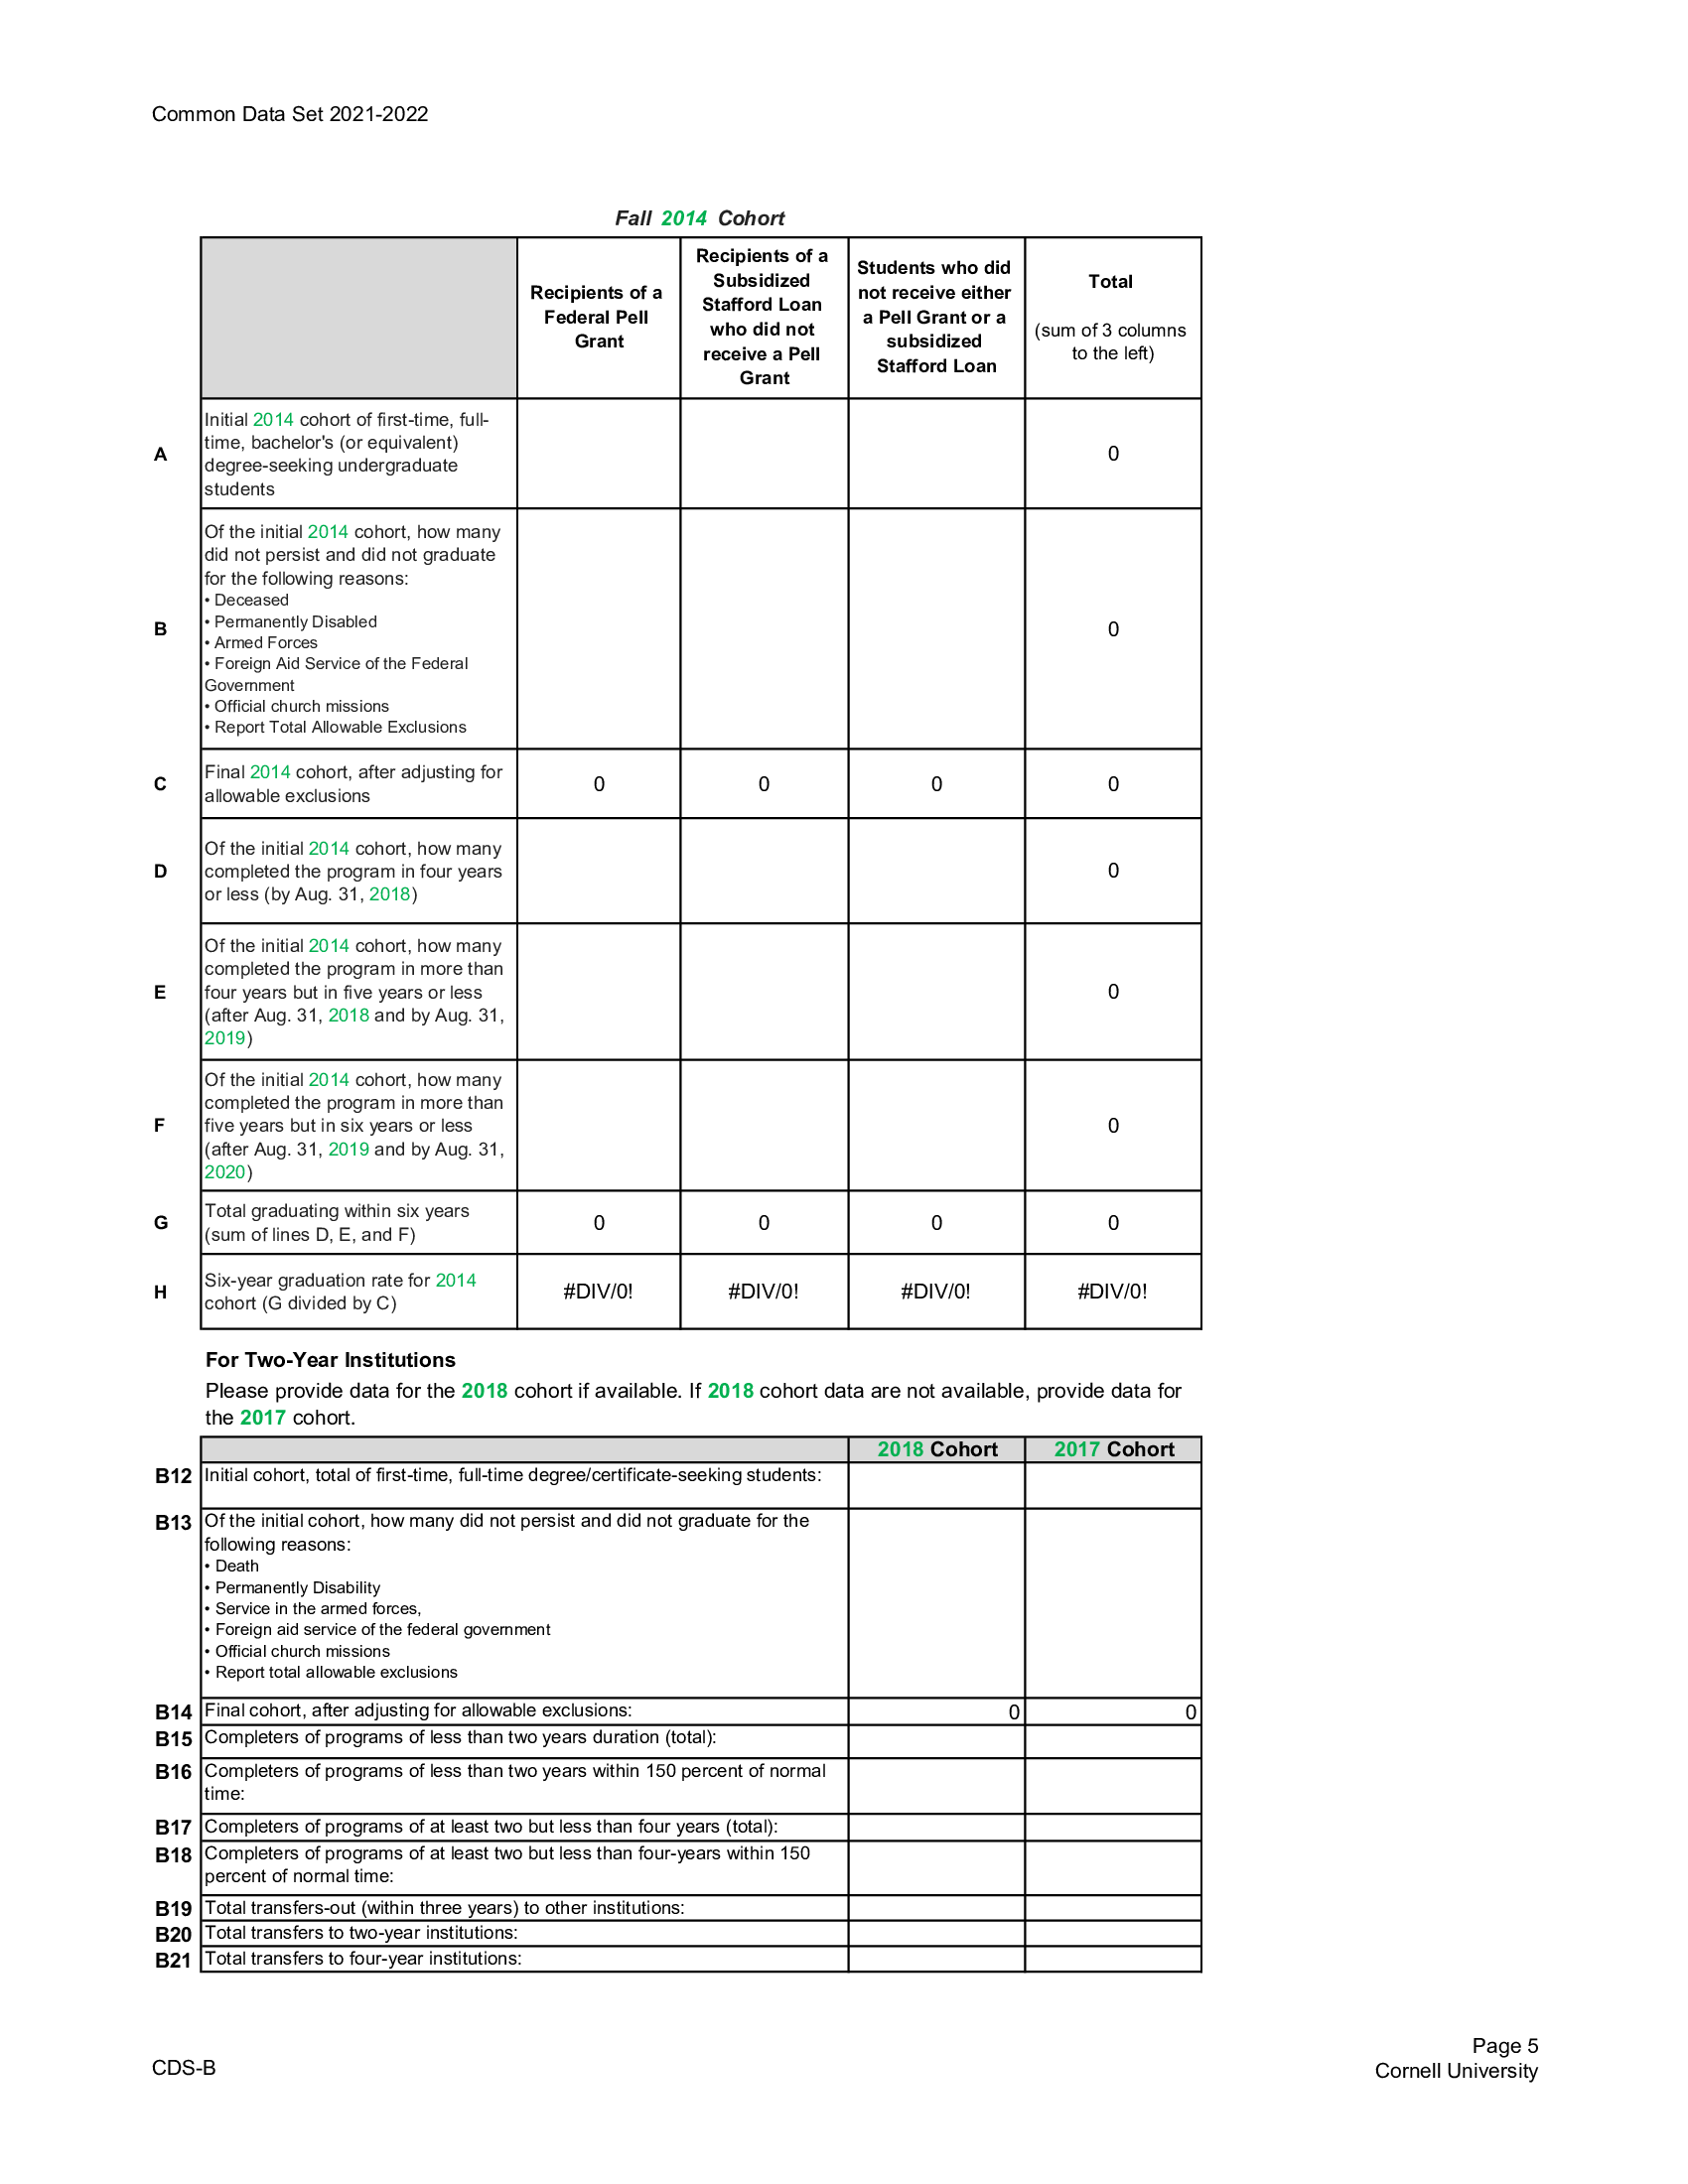 Common Data Set 2021-2022
Fall 2014 Cohort
Recipients of a
Federal Pell
Grant
Recipients of a
Subsidized
Stafford Loan
who did not
receive a Pell
Grant
Students who did
not receive either
a Pell Grant or a
subsidized
Stafford Loan
Total
(sum of 3 columns
to the left)
A
Initial 2014 cohort of first-time, full-
time, bachelor's (or equivalent)
degree-seeking undergraduate
students
0
B
Of the initial 2014 cohort, how many
did not persist and did not graduate
for the following reasons:
• Deceased
• Permanently Disabled
• Armed Forces
• Foreign Aid Service of the Federal
Government
• Official church missions
• Report Total Allowable Exclusions
0
C
Final 2014 cohort, after adjusting for
allowable exclusions
0 0 0 0
D
Of the initial 2014 cohort, how many
completed the program in four years
or less (by Aug. 31, 2018)
0
E
Of the initial 2014 cohort, how many
completed the program in more than
four years but in five years or less
(after Aug. 31, 2018 and by Aug. 31,
2019)
0
F
Of the initial 2014 cohort, how many
completed the program in more than
five years but in six years or less
(after Aug. 31, 2019 and by Aug. 31,
2020)
0
G
Total graduating within six years
(sum of lines D, E, and F)
0 0 0 0
H
Six-year graduation rate for 2014
cohort (G divided by C)
#DIV/0! #DIV/0! #DIV/0! #DIV/0!
For Two-Year Institutions
Please provide data for the 2018 cohort if available. If 2018 cohort data are not available, provide data for
the 2017 cohort.
2018 Cohort 2017 Cohort
B12 Initial cohort, total of first-time, full-time degree/certificate-seeking students:
B13 Of the initial cohort, how many did not persist and did not graduate for the
following reasons:
• Death
• Permanently Disability
• Service in the armed forces,
• Foreign aid service of the federal government
• Official church missions
• Report total allowable exclusions
B14 Final cohort, after adjusting for allowable exclusions: 0 0
B15 Completers of programs of less than two years duration (total):
B16 Completers of programs of less than two years within 150 percent of normal
time:
B17 Completers of programs of at least two but less than four years (total):
B18 Completers of programs of at least two but less than four-years within 150
percent of normal time:
B19 Total transfers-out (within three years) to other institutions:
B20 Total transfers to two-year institutions:
B21 Total transfers to four-year institutions:
CDS-B
Page 5
Cornell University